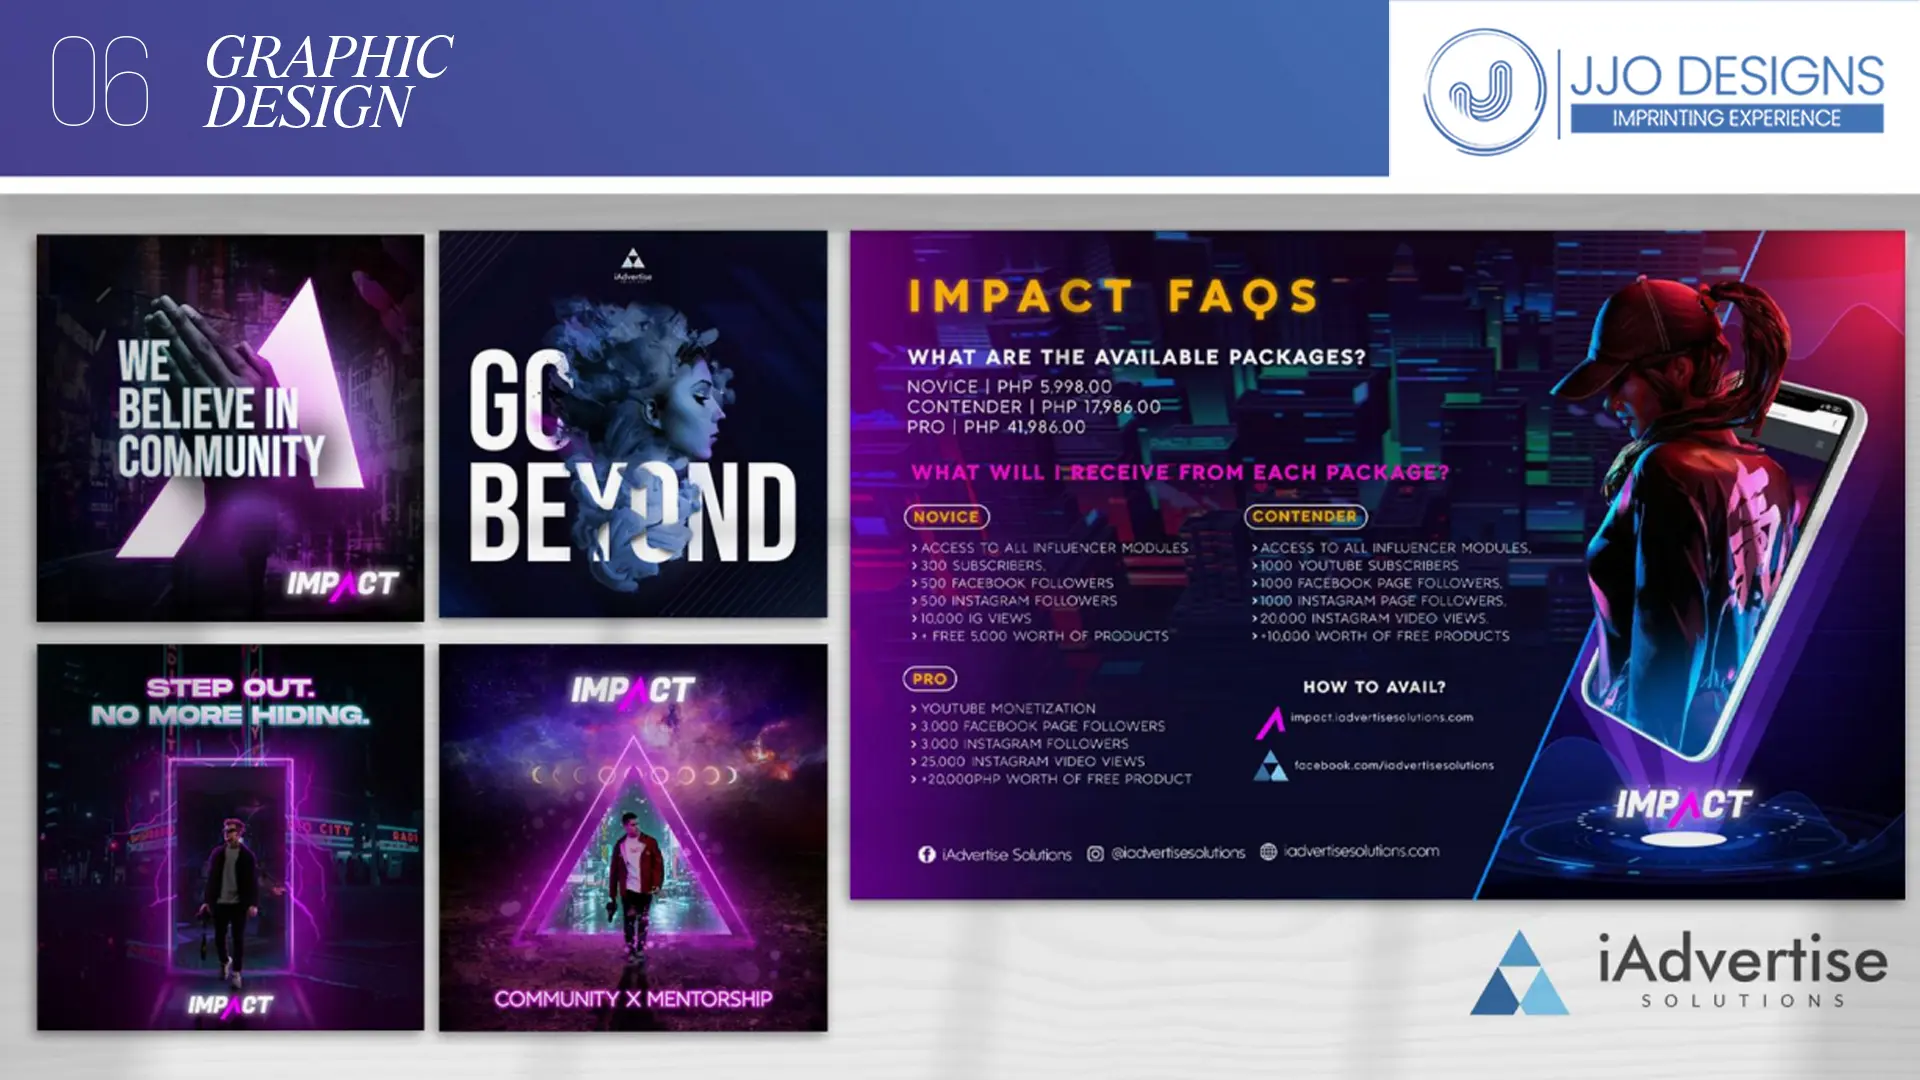 06
GRAPHIC
DESIGN
JJO DESIGNS
IMPRINTING EXPERIENCE
WE
BELIEVE IN
COMMUNITY
IMPACT
iAdvertise
GO
BEYOND
STEP OUT.
NO MORE HIDING.
CITY
IMPACT
IMPACT
COMMUNITY X MENTORSHIP
IMPACT FAQS
WHAT ARE THE AVAILABLE PACKAGES?
NOVICE | PHP 5,998.00
CONTENDER | PHP 17,986.00
PRO | PHP 41,986.00
WHAT WILL I RECEIVE FROM EACH PACKAGE?
NOVICE
> ACCESS TO ALL INFLUENCER MODULES
> 300 SUBSCRIBERS,
> 500 FACEBOOK FOLLOWERS
> 500 INSTAGRAM FOLLOWERS
> 10,000 IG VIEWS
> + FREE 5,000 WORTH OF PRODUCTS
CONTENDER
> ACCESS TO ALL INFLUENCER MODULES,
> 1000 YOUTUBE SUBSCRIBERS
> 1000 FACEBOOK PAGE FOLLOWERS,
> 1000 INSTAGRAM PAGE FOLLOWERS,
> 20,000 INSTAGRAM VIDEO VIEWS,
> +10,000 WORTH OF FREE PRODUCTS
PRO
> YOUTUBE MONETIZATION
> 3,000 FACEBOOK PAGE FOLLOWERS
> 3,000 INSTAGRAM FOLLOWERS
> 25,000 INSTAGRAM VIDEO VIEWS
> +20,000PHP WORTH OF FREE PRODUCT
HOW TO AVAIL?
impact.iadvertisesolutions.com
facebook.com/iadvertisesolutions
iAdvertise Solutions
@iadvertisesolutions
iadvertisesolutions.com
IMPACT
iAdvertise
SOLUTIONS